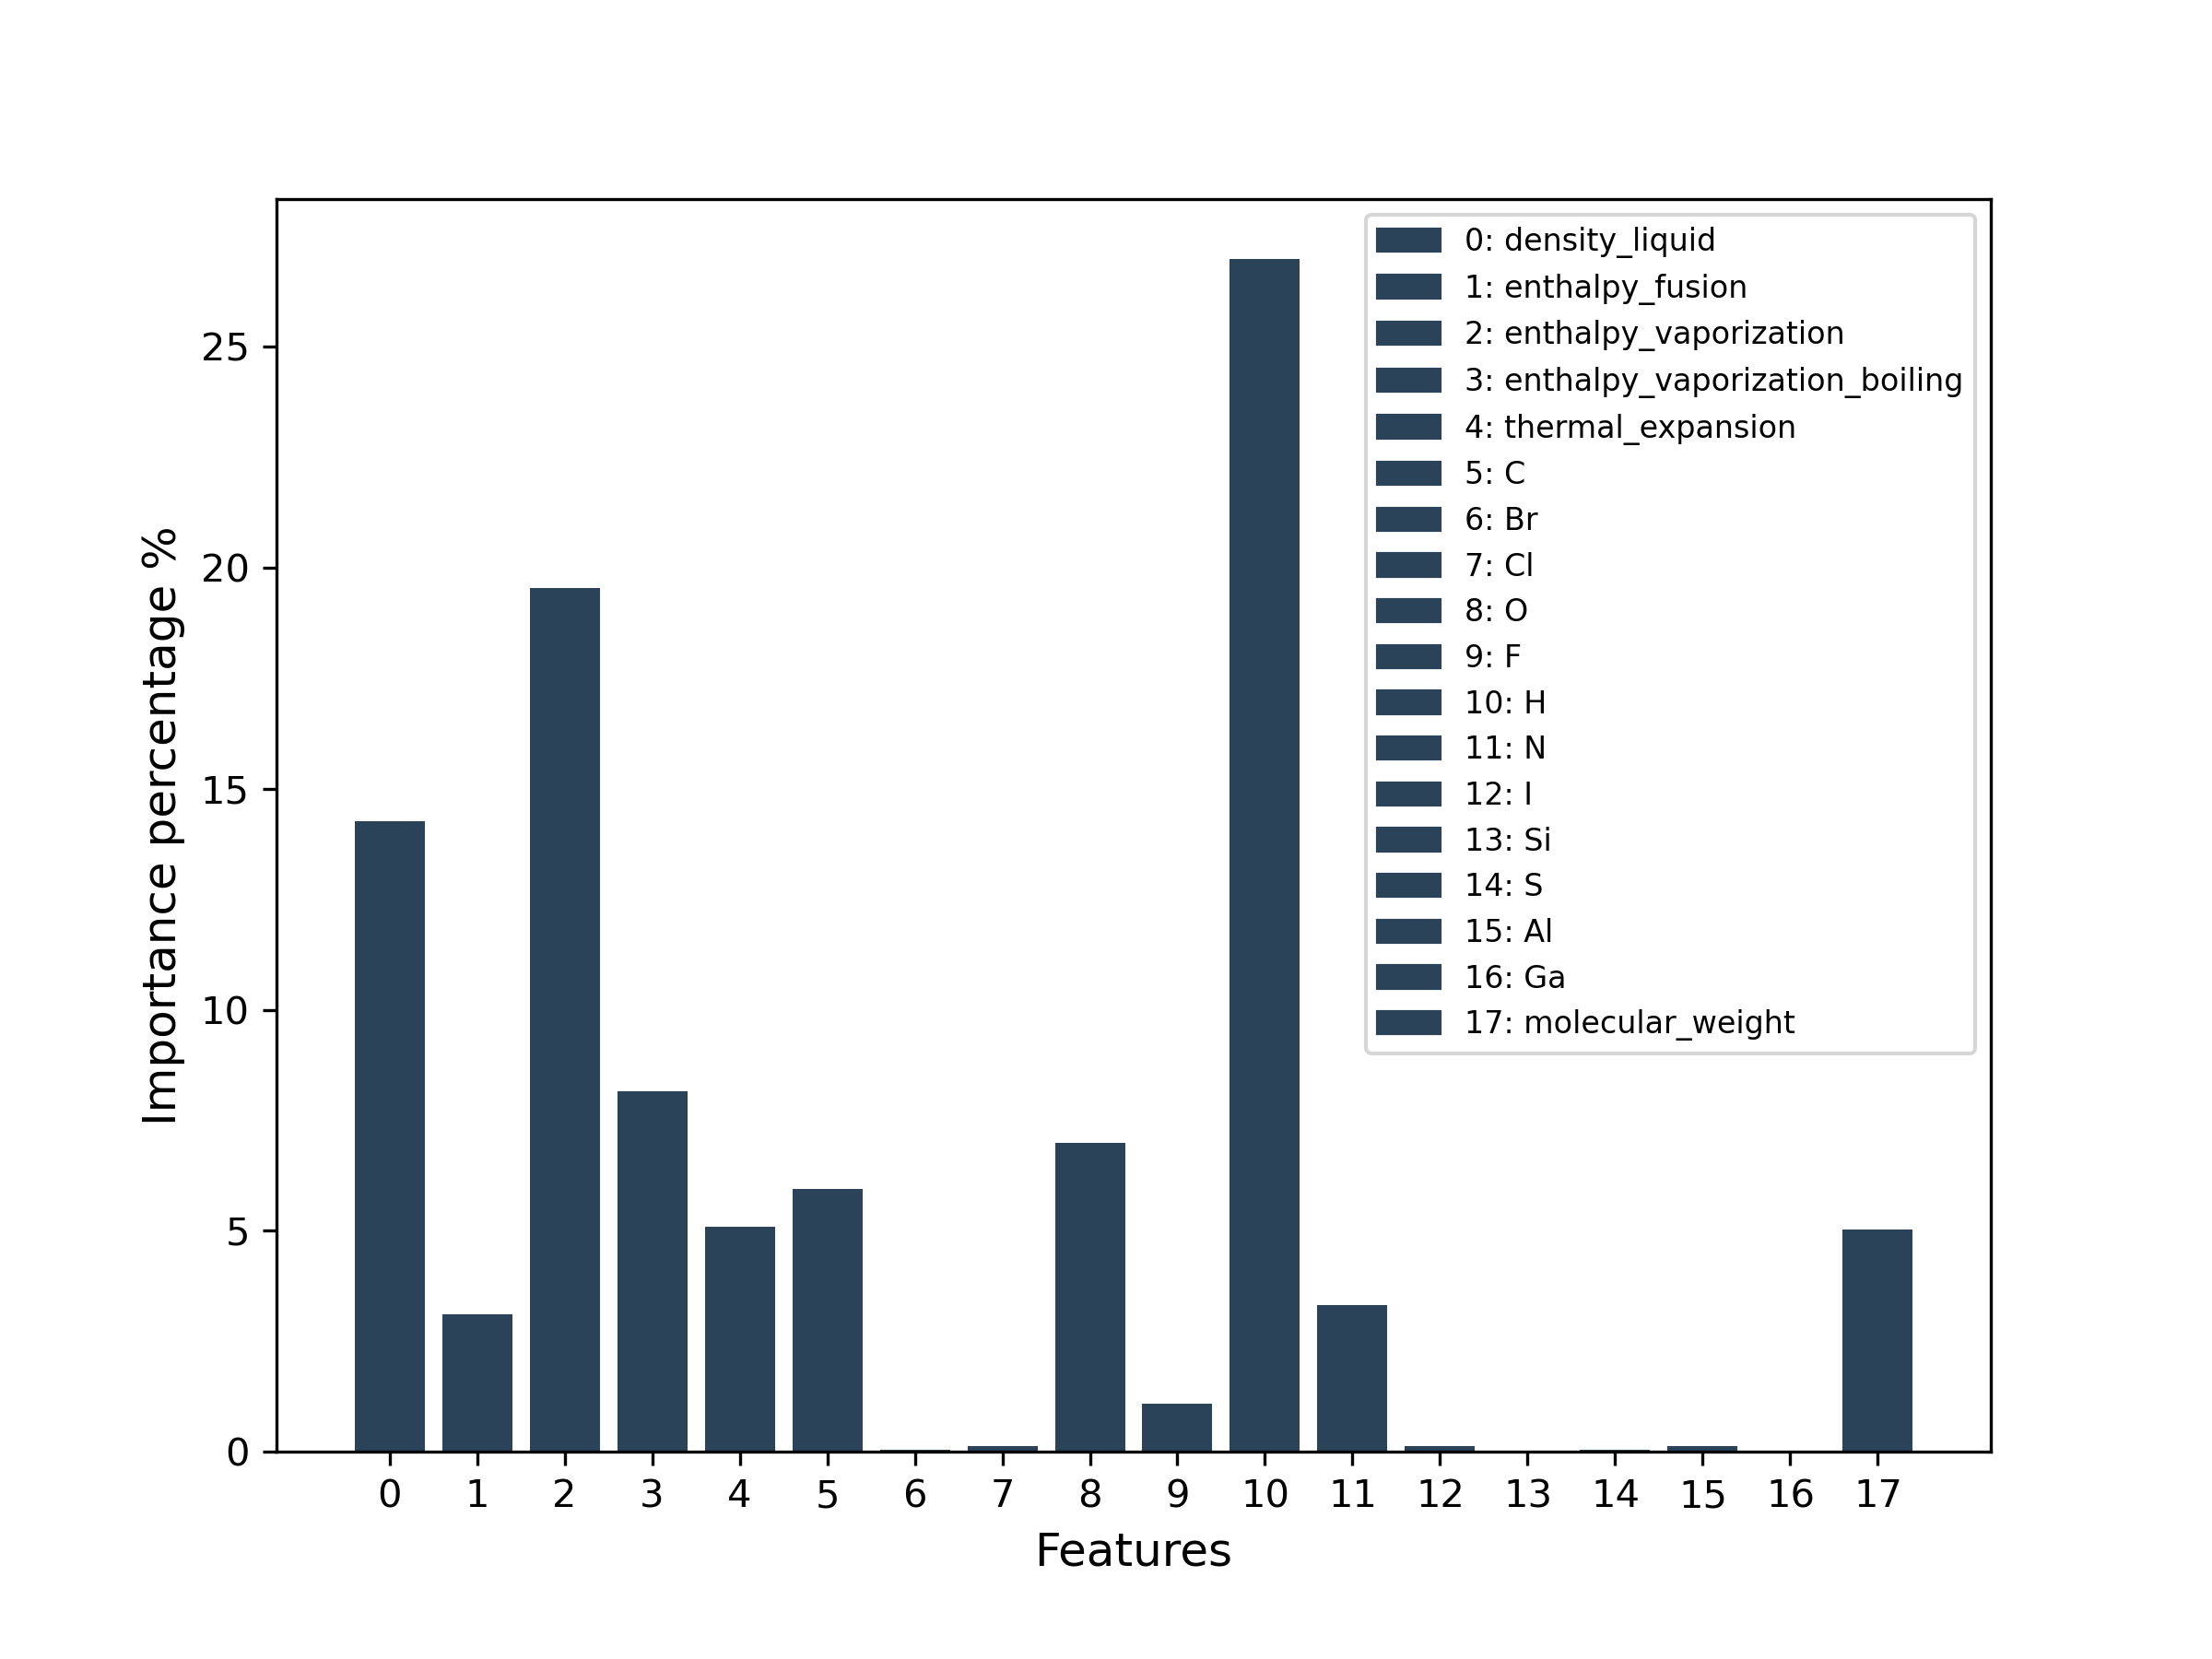 Importance percentage %
25
20
15
10
5
0
0: density_liquid
1: enthalpy_fusion
2: enthalpy_vaporization
3: enthalpy_vaporization_boiling
4: thermal_expansion
5: C
6: Br
7: Cl
8: O
9: F
10: H
11: N
12: I
13: Si
14: S
15: Al
16: Ga
17: molecular_weight
0 1 2 3 4 5 6 7 8 9 10 11 12 13 14 15 16 17
Features